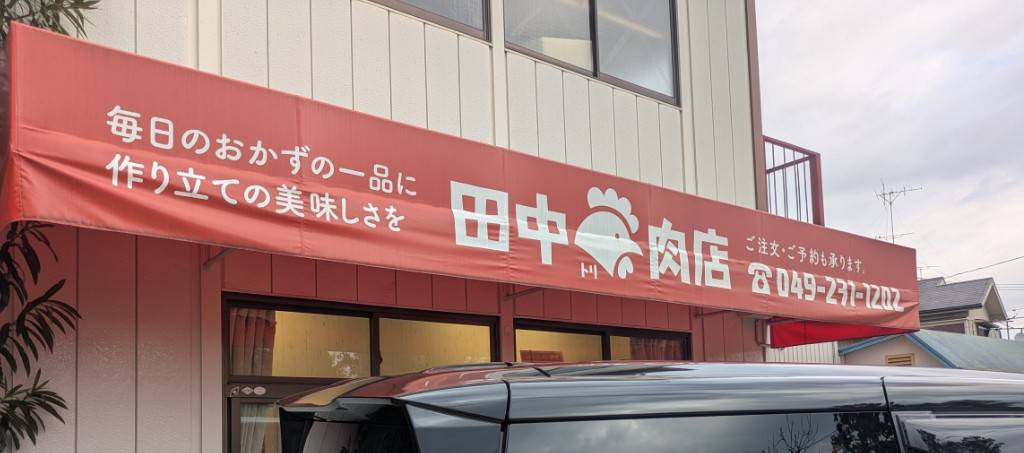 毎日のおかずの一品に
作り立ての美味しさを
田中トリ肉店
ご注文・ご予約も承ります。
☎049-231-1202